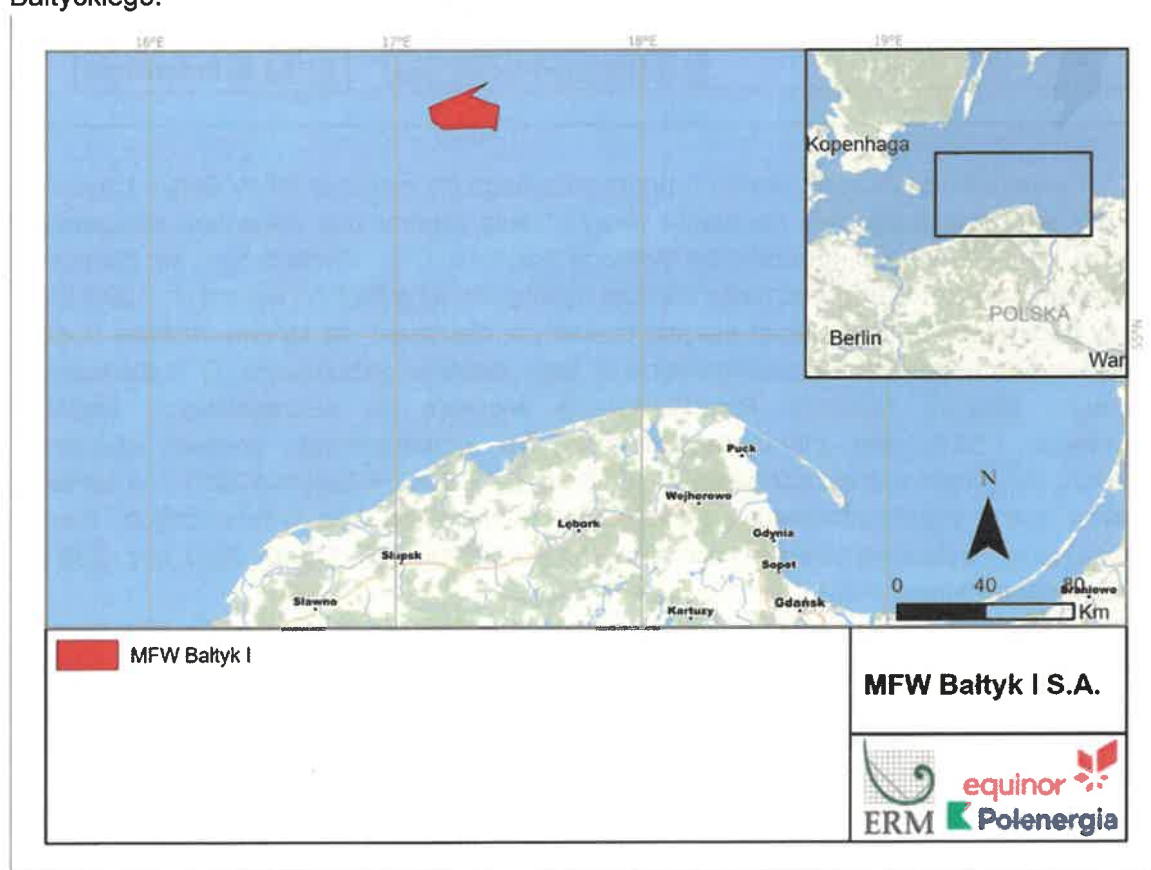 Bałtyckiego.
16°E
17°E
18°E
19°E
Kopenhaga
POLSKA
Berlin
War
55°N
Puck
Wejherowo
Lębork
Gdynia
Słupsk
Sopot
Sławno
Kartuzy
Gdańsk
Braniewo
N
0 40 80
Km
MFW Bałtyk I
MFW Bałtyk I S.A.
ERM
equinor
Polenergia